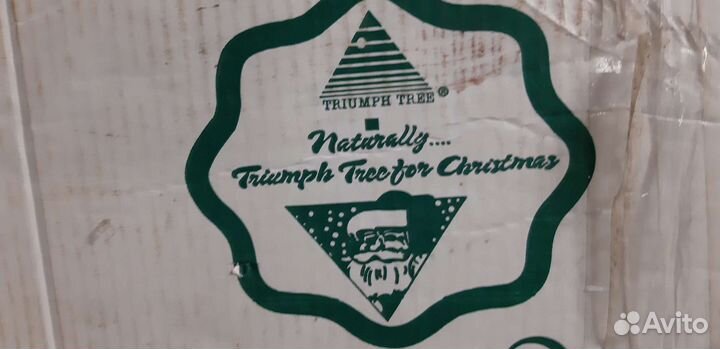 TRIUMPH TREE®
Naturally....
Triumph Tree for Christmas
Avito